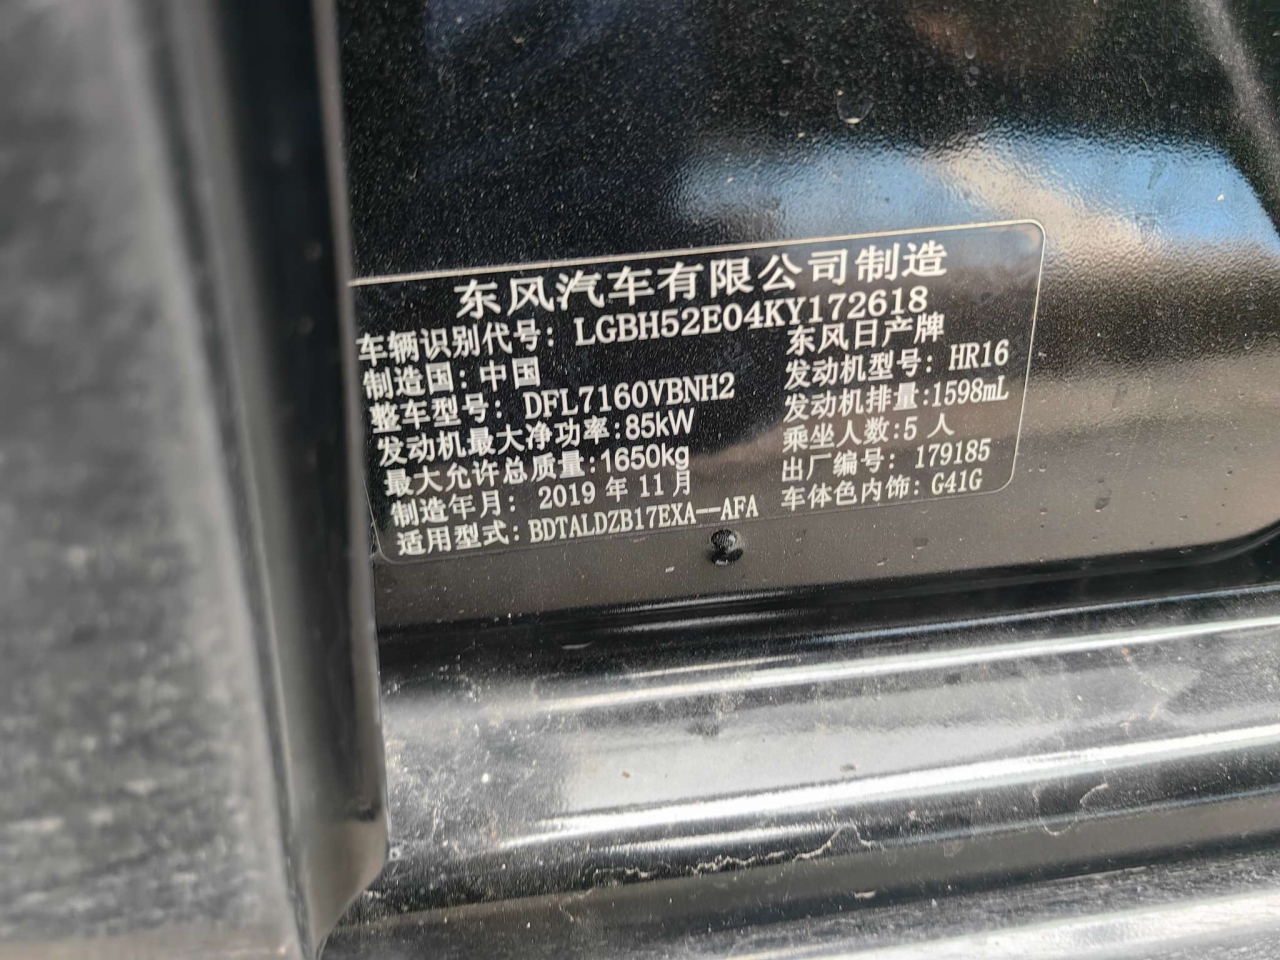 东风汽车有限公司制造
车辆识别代号: LGBH52E04KY172618
制造国: 中国 东风日产牌
整车型号: DFL7160VBNH2 发动机型号: HR16
发动机最大净功率:85kW 发动机排量:1598mL
最大允许总质量:1650kg 乘坐人数:5 人
制造年月: 2019 年 11 月 出厂编号: 179185
适用型式: BDTALDZB17EXA--AFA 车体色内饰: G41G